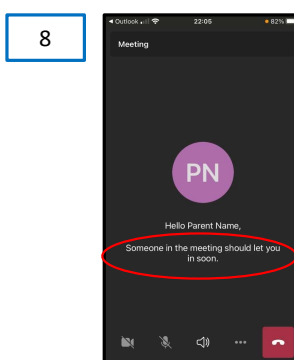 8
Outlook
22:05
82%
Meeting
PN
Hello Parent Name,
Someone in the meeting should let you
in soon.